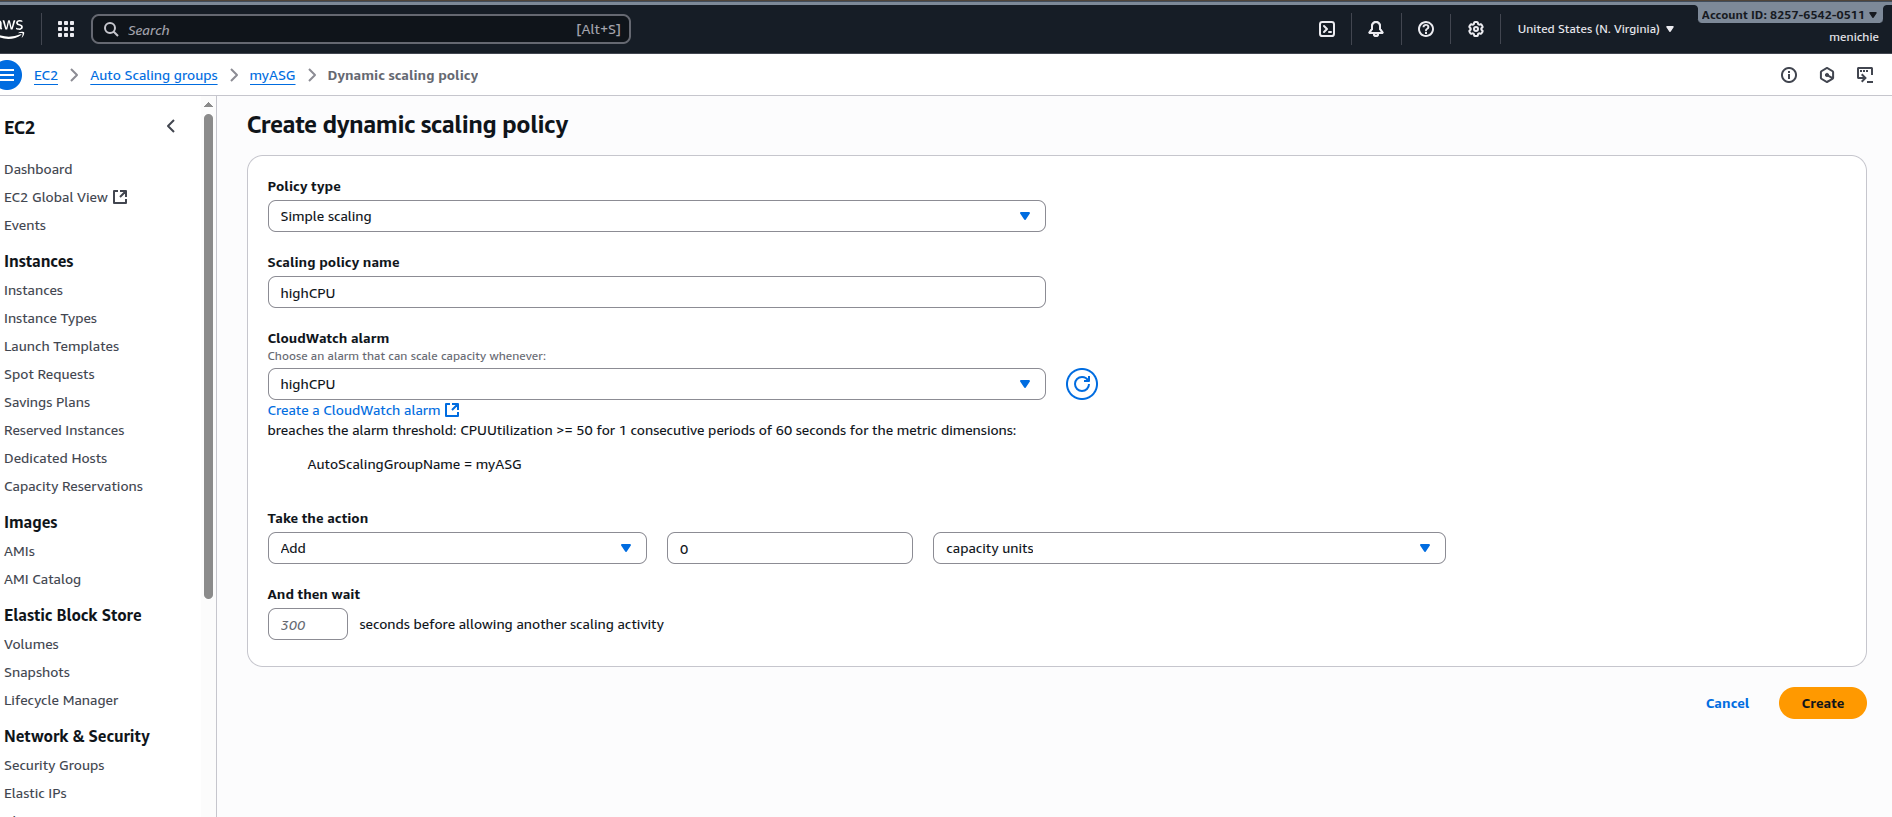 aws
Search [Alt+S]
United States (N. Virginia)
Account ID: 8257-6542-0511
menichie
EC2 > Auto Scaling groups > myASG > Dynamic scaling policy
EC2
Dashboard
EC2 Global View
Events
Instances
Instances
Instance Types
Launch Templates
Spot Requests
Savings Plans
Reserved Instances
Dedicated Hosts
Capacity Reservations
Images
AMIs
AMI Catalog
Elastic Block Store
Volumes
Snapshots
Lifecycle Manager
Network & Security
Security Groups
Elastic IPs
Create dynamic scaling policy
Policy type
Simple scaling
Scaling policy name
highCPU
CloudWatch alarm
Choose an alarm that can scale capacity whenever:
highCPU
Create a CloudWatch alarm
breaches the alarm threshold: CPUUtilization >= 50 for 1 consecutive periods of 60 seconds for the metric dimensions:
AutoScalingGroupName = myASG
Take the action
Add 0 capacity units
And then wait
300 seconds before allowing another scaling activity
Cancel Create